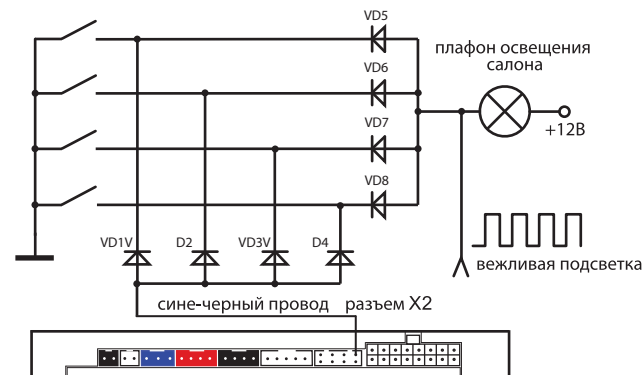 VD5
плафон освещения
салона
VD6
+12В
VD7
VD8
VD1V
D2
VD3V
D4
вежливая подсветка
сине-черный провод разъем X2